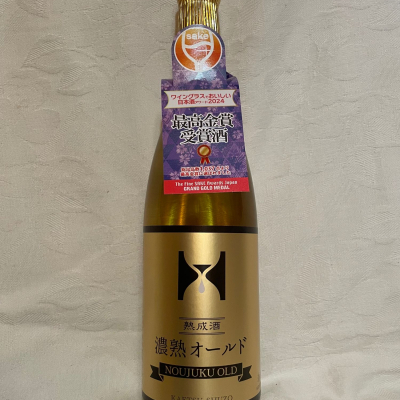 sake
ワイングラスでおいしい
日本酒アワード2024
最高金賞
受賞酒
The Fine SAKE Awards Japan
GRAND GOLD MEDAL
熟成酒
濃熟オールド
NOUJUKU OLD